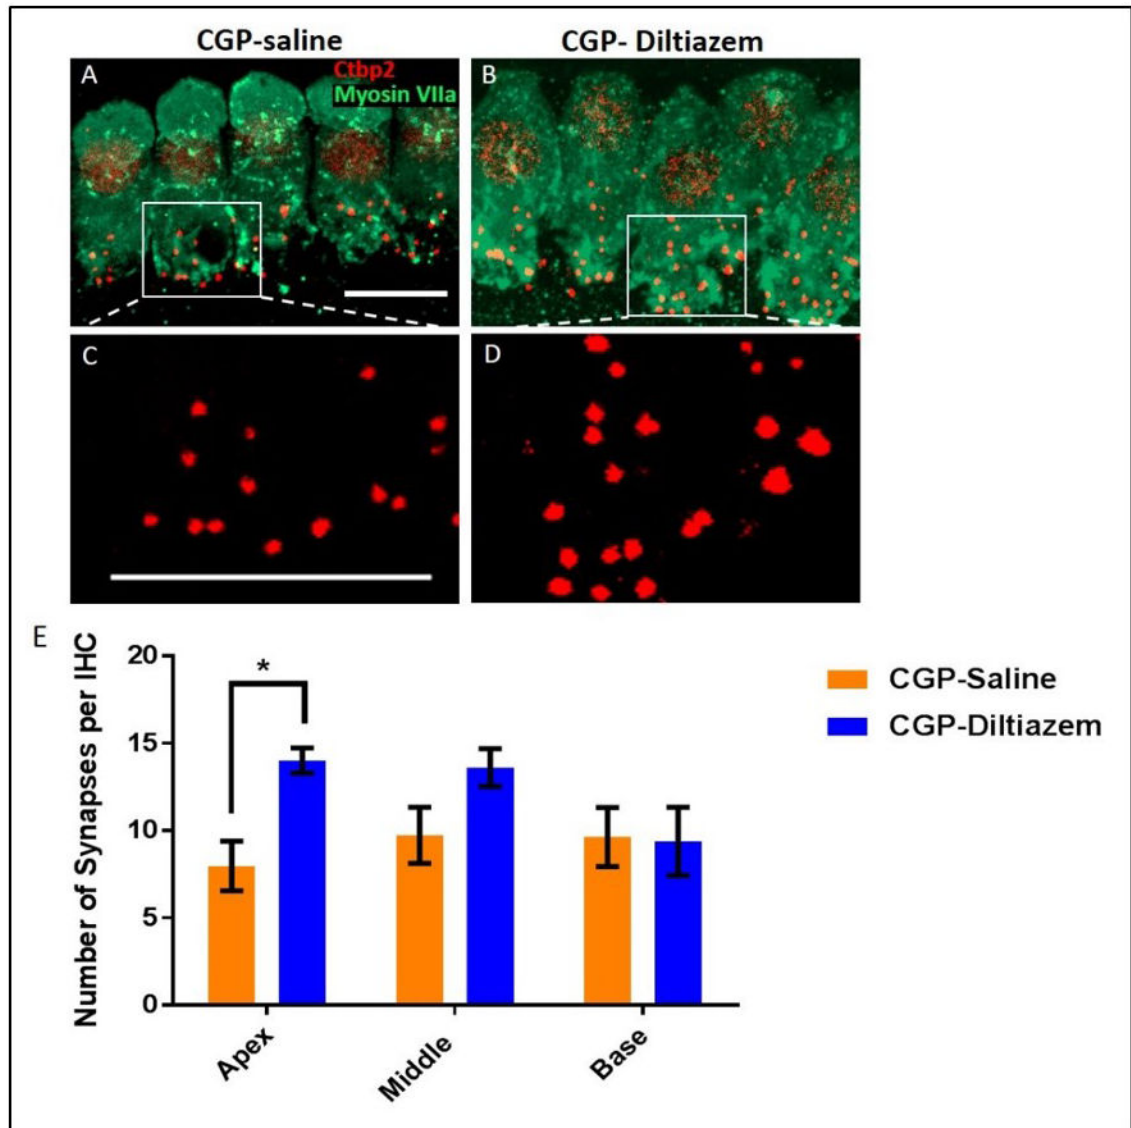 CGP-saline
CGP- Diltiazem
A
Ctbp2
Myosin VIIa
B
C
D
E
Number of Synapses per IHC
20
15
10
5
0
*
Apex
Middle
Base
CGP-Saline
CGP-Diltiazem